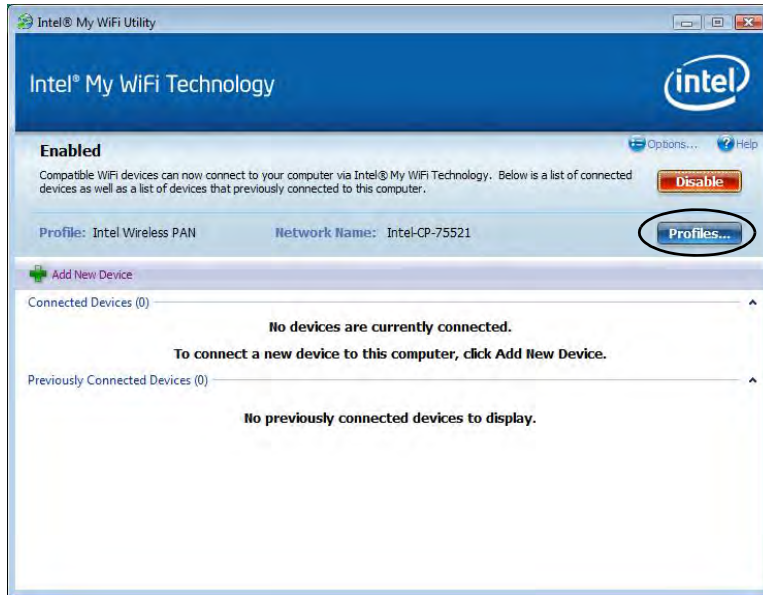 Intel® My WiFi Utility
Intel® My WiFi Technology
intel
Enabled
Options...
Help
Compatible WiFi devices can now connect to your computer via Intel® My WiFi Technology. Below is a list of connected
devices as well as a list of devices that previously connected to this computer.
Disable
Profile: Intel Wireless PAN
Network Name: Intel-CP-75521
Profiles...
Add New Device
Connected Devices (0)
No devices are currently connected.
To connect a new device to this computer, click Add New Device.
Previously Connected Devices (0)
No previously connected devices to display.